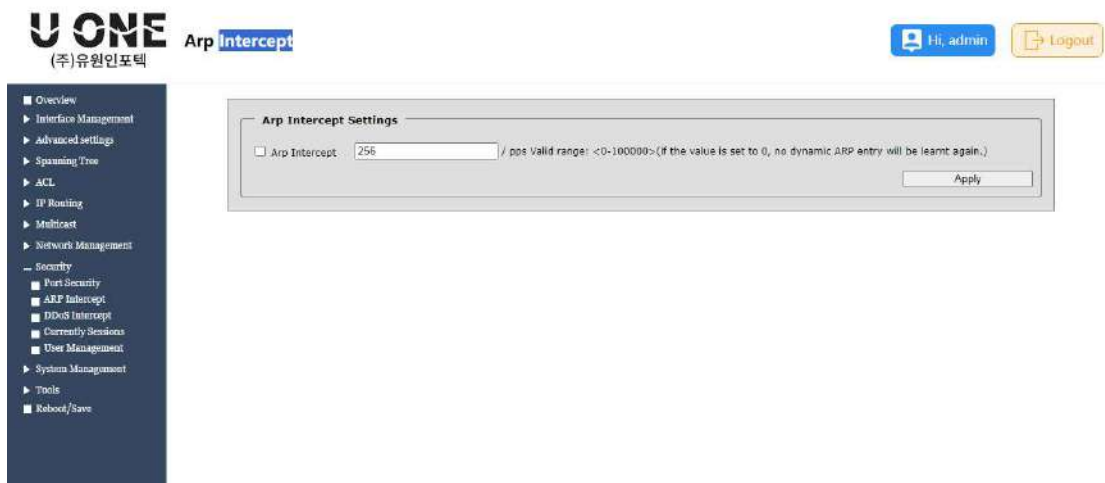 U ONE
(주)유원인포텍
Arp Intercept
Hi, admin
Logout
Overview
Interface Management
Advanced settings
Spanning Tree
ACL
IP Routing
Multicast
Network Management
Security
Port Security
ARP Intercept
DDoS Intercept
Currently Sessions
User Management
System Management
Tools
Reboot/Save
Arp Intercept Settings
Arp Intercept 256 / pps Valid range: <0-100000>(If the value is set to 0, no dynamic ARP entry will be learnt again.)
Apply